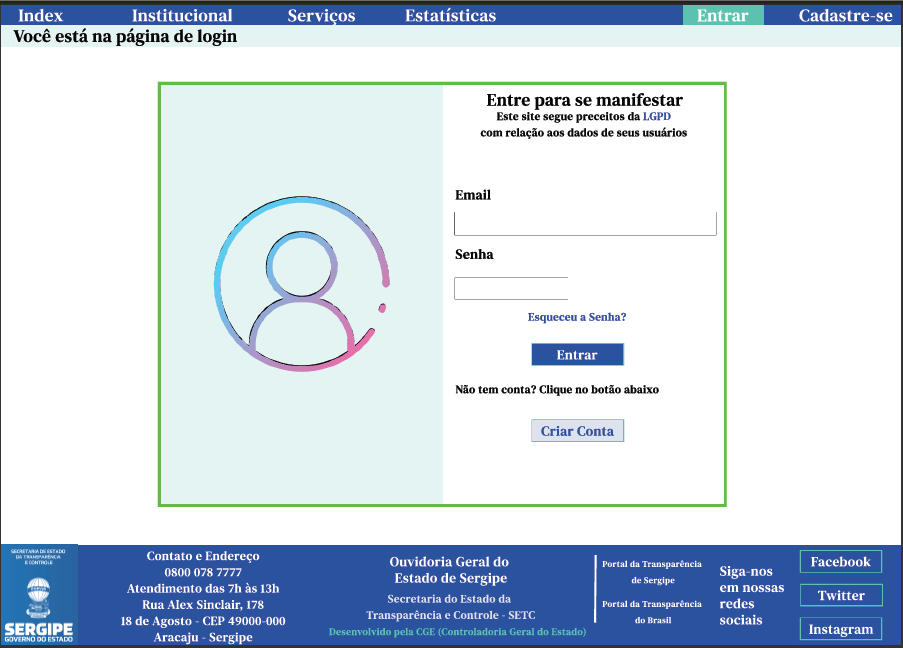 Index Institucional Serviços Estatísticas Entrar Cadastre-se
Você está na página de login
Entre para se manifestar
Este site segue preceitos da LGPD
com relação aos dados de seus usuários
Email
Senha
Esqueceu a Senha?
Entrar
Não tem conta? Clique no botão abaixo
Criar Conta
SECRETARIA DE ESTADO
DA TRANSPARÊNCIA
E CONTROLE
SERGIPE
GOVERNO DO ESTADO
Contato e Endereço
0800 078 7777
Atendimento das 7h às 13h
Rua Alex Sinclair, 178
18 de Agosto - CEP 49000-000
Aracaju - Sergipe
Ouvidoria Geral do
Estado de Sergipe
Secretaria do Estado da
Transparência e Controle - SETC
Desenvolvido pela CGE (Controladoria Geral do Estado)
Portal da Transparência
de Sergipe
Portal da Transparência
do Brasil
Siga-nos
em nossas
redes
sociais
Facebook
Twitter
Instagram